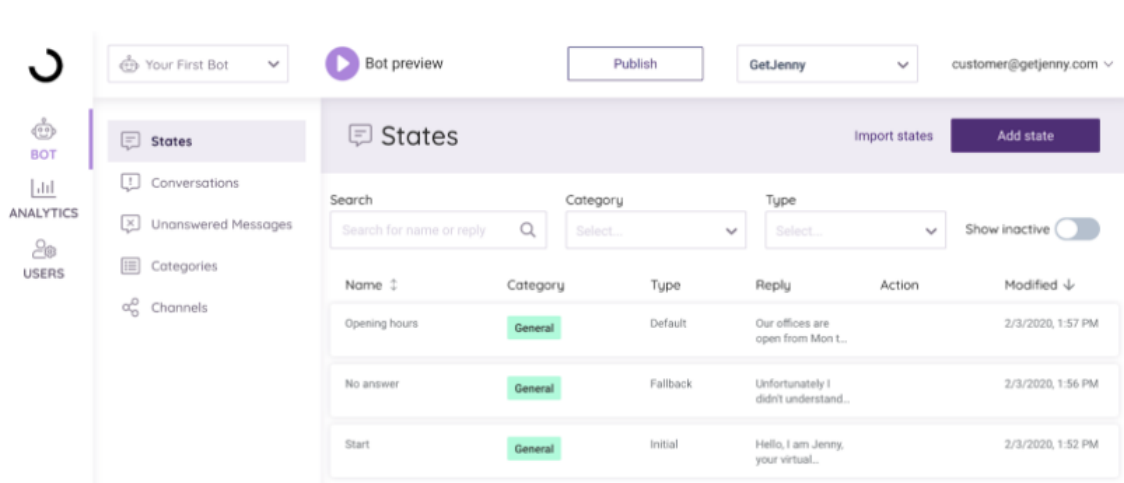 Your First Bot
Bot preview
Publish
GetJenny
customer@getjenny.com
BOT
ANALYTICS
USERS
States
Conversations
Unanswered Messages
Categories
Channels
States
Import states
Add state
Search
Category
Type
Search for name or reply
Select...
Select...
Show inactive
Name
Category
Type
Reply
Action
Modified
Opening hours
General
Default
Our offices are
open from Mon t...
2/3/2020, 1:57 PM
No answer
General
Fallback
Unfortunately I
didn't understand...
2/3/2020, 1:56 PM
Start
General
Initial
Hello, I am Jenny,
your virtual...
2/3/2020, 1:52 PM